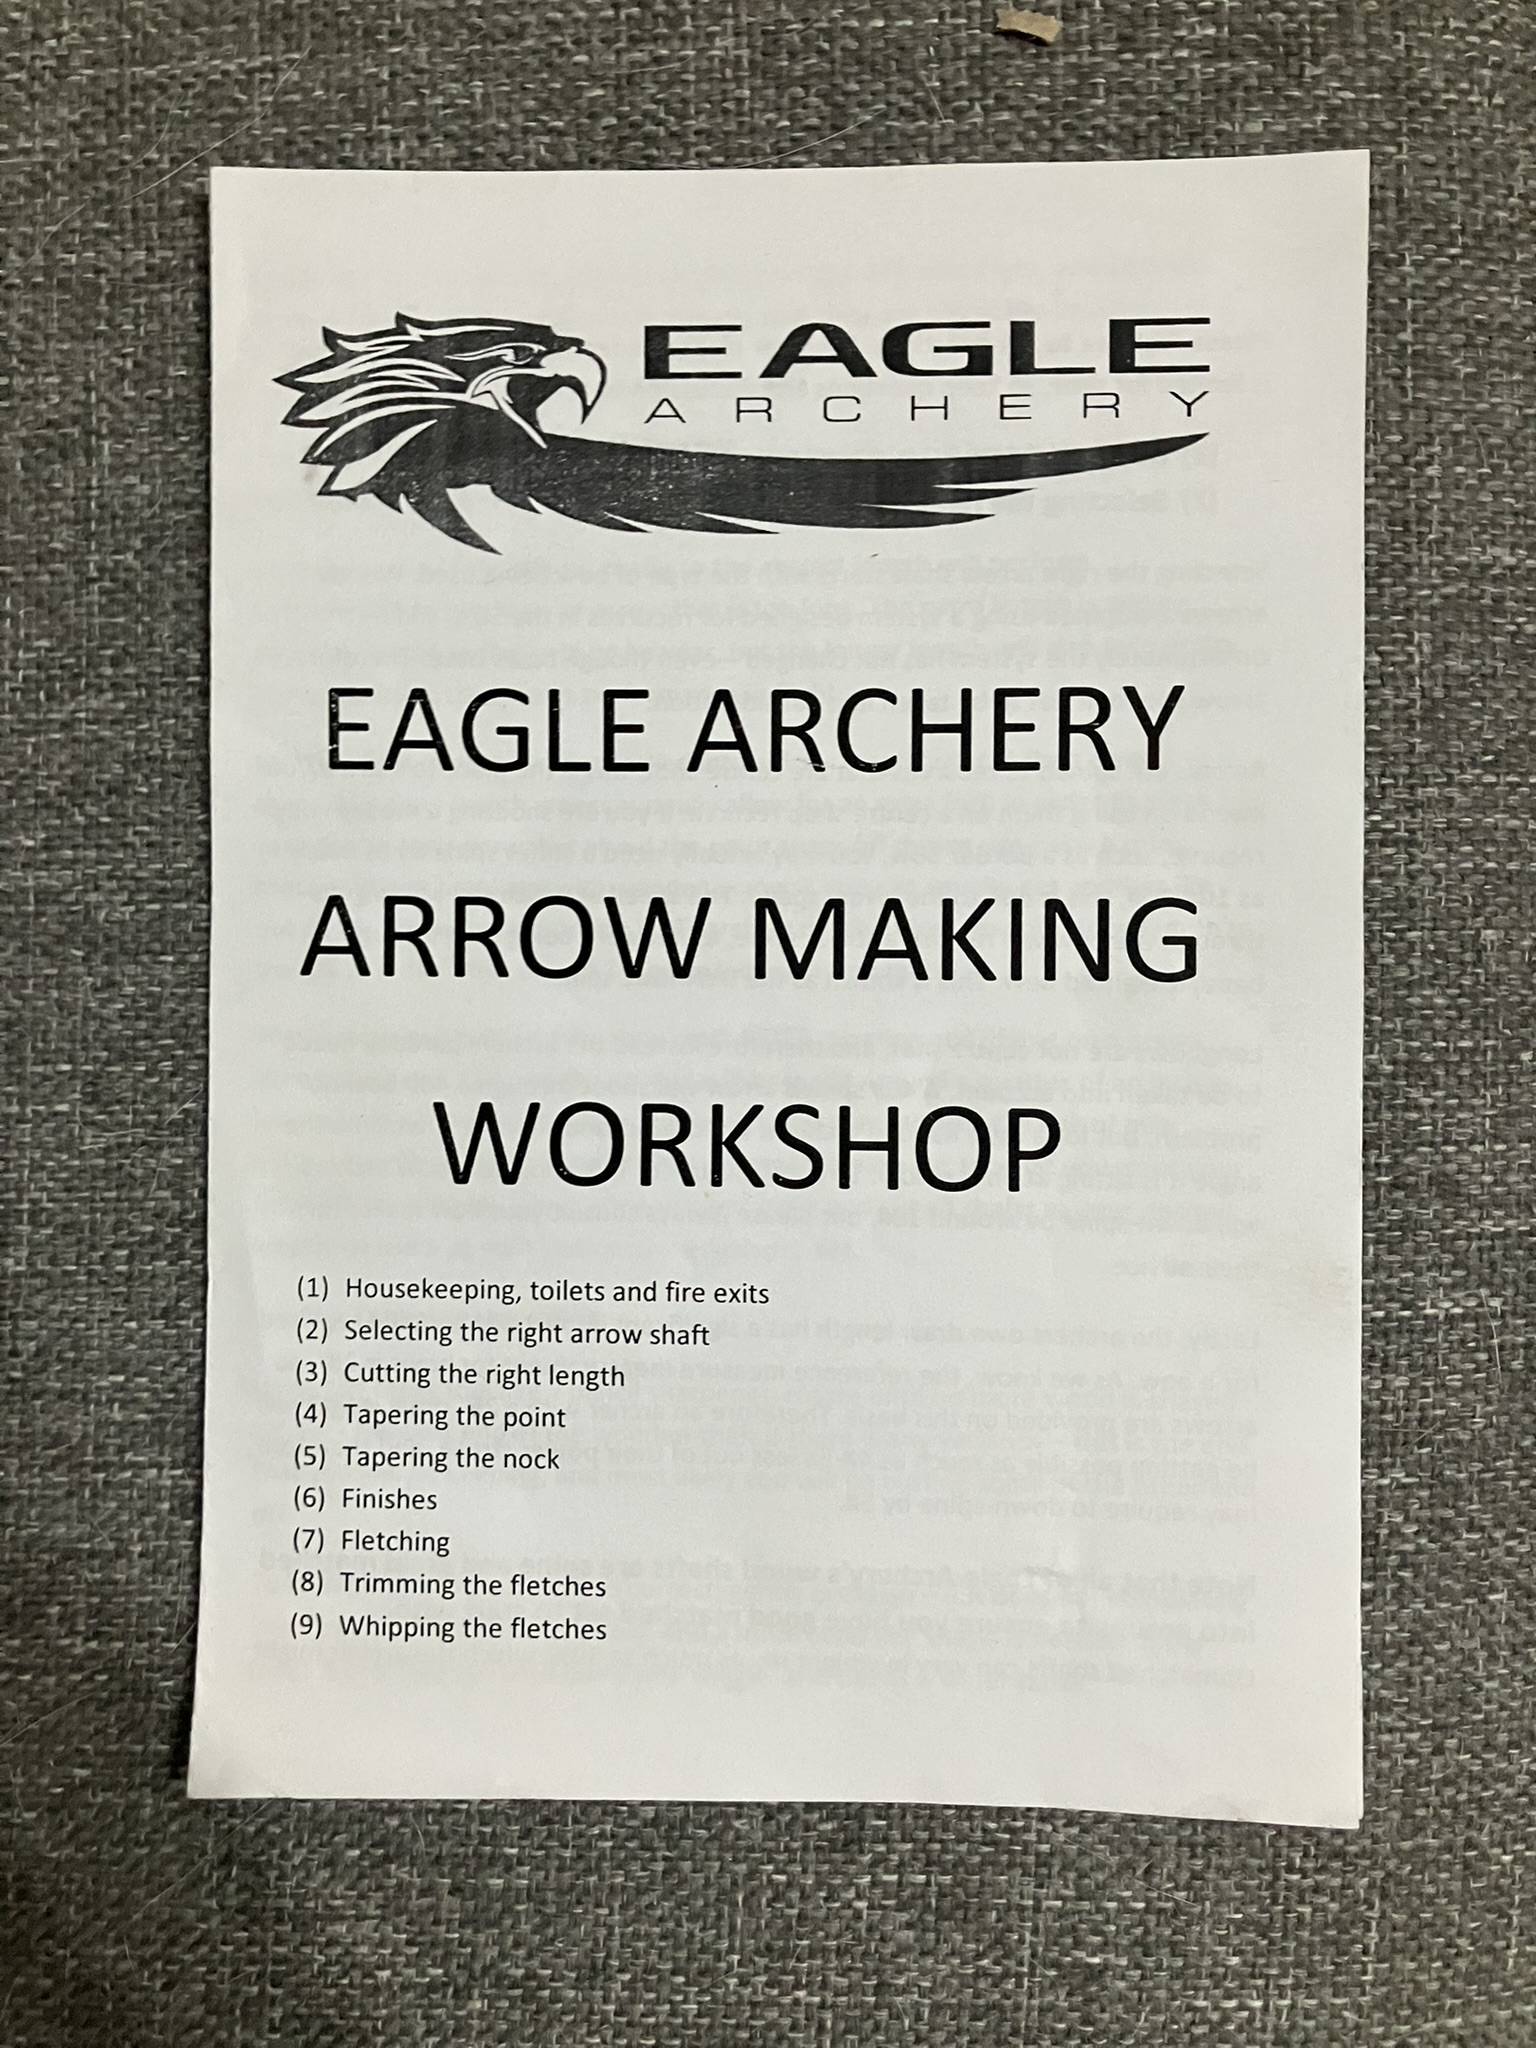 EAGLE
ARCHERY
EAGLE ARCHERY
ARROW MAKING
WORKSHOP
(1) Housekeeping, toilets and fire exits
(2) Selecting the right arrow shaft
(3) Cutting the right length
(4) Tapering the point
(5) Tapering the nock
(6) Finishes
(7) Fletching
(8) Trimming the fletches
(9) Whipping the fletches